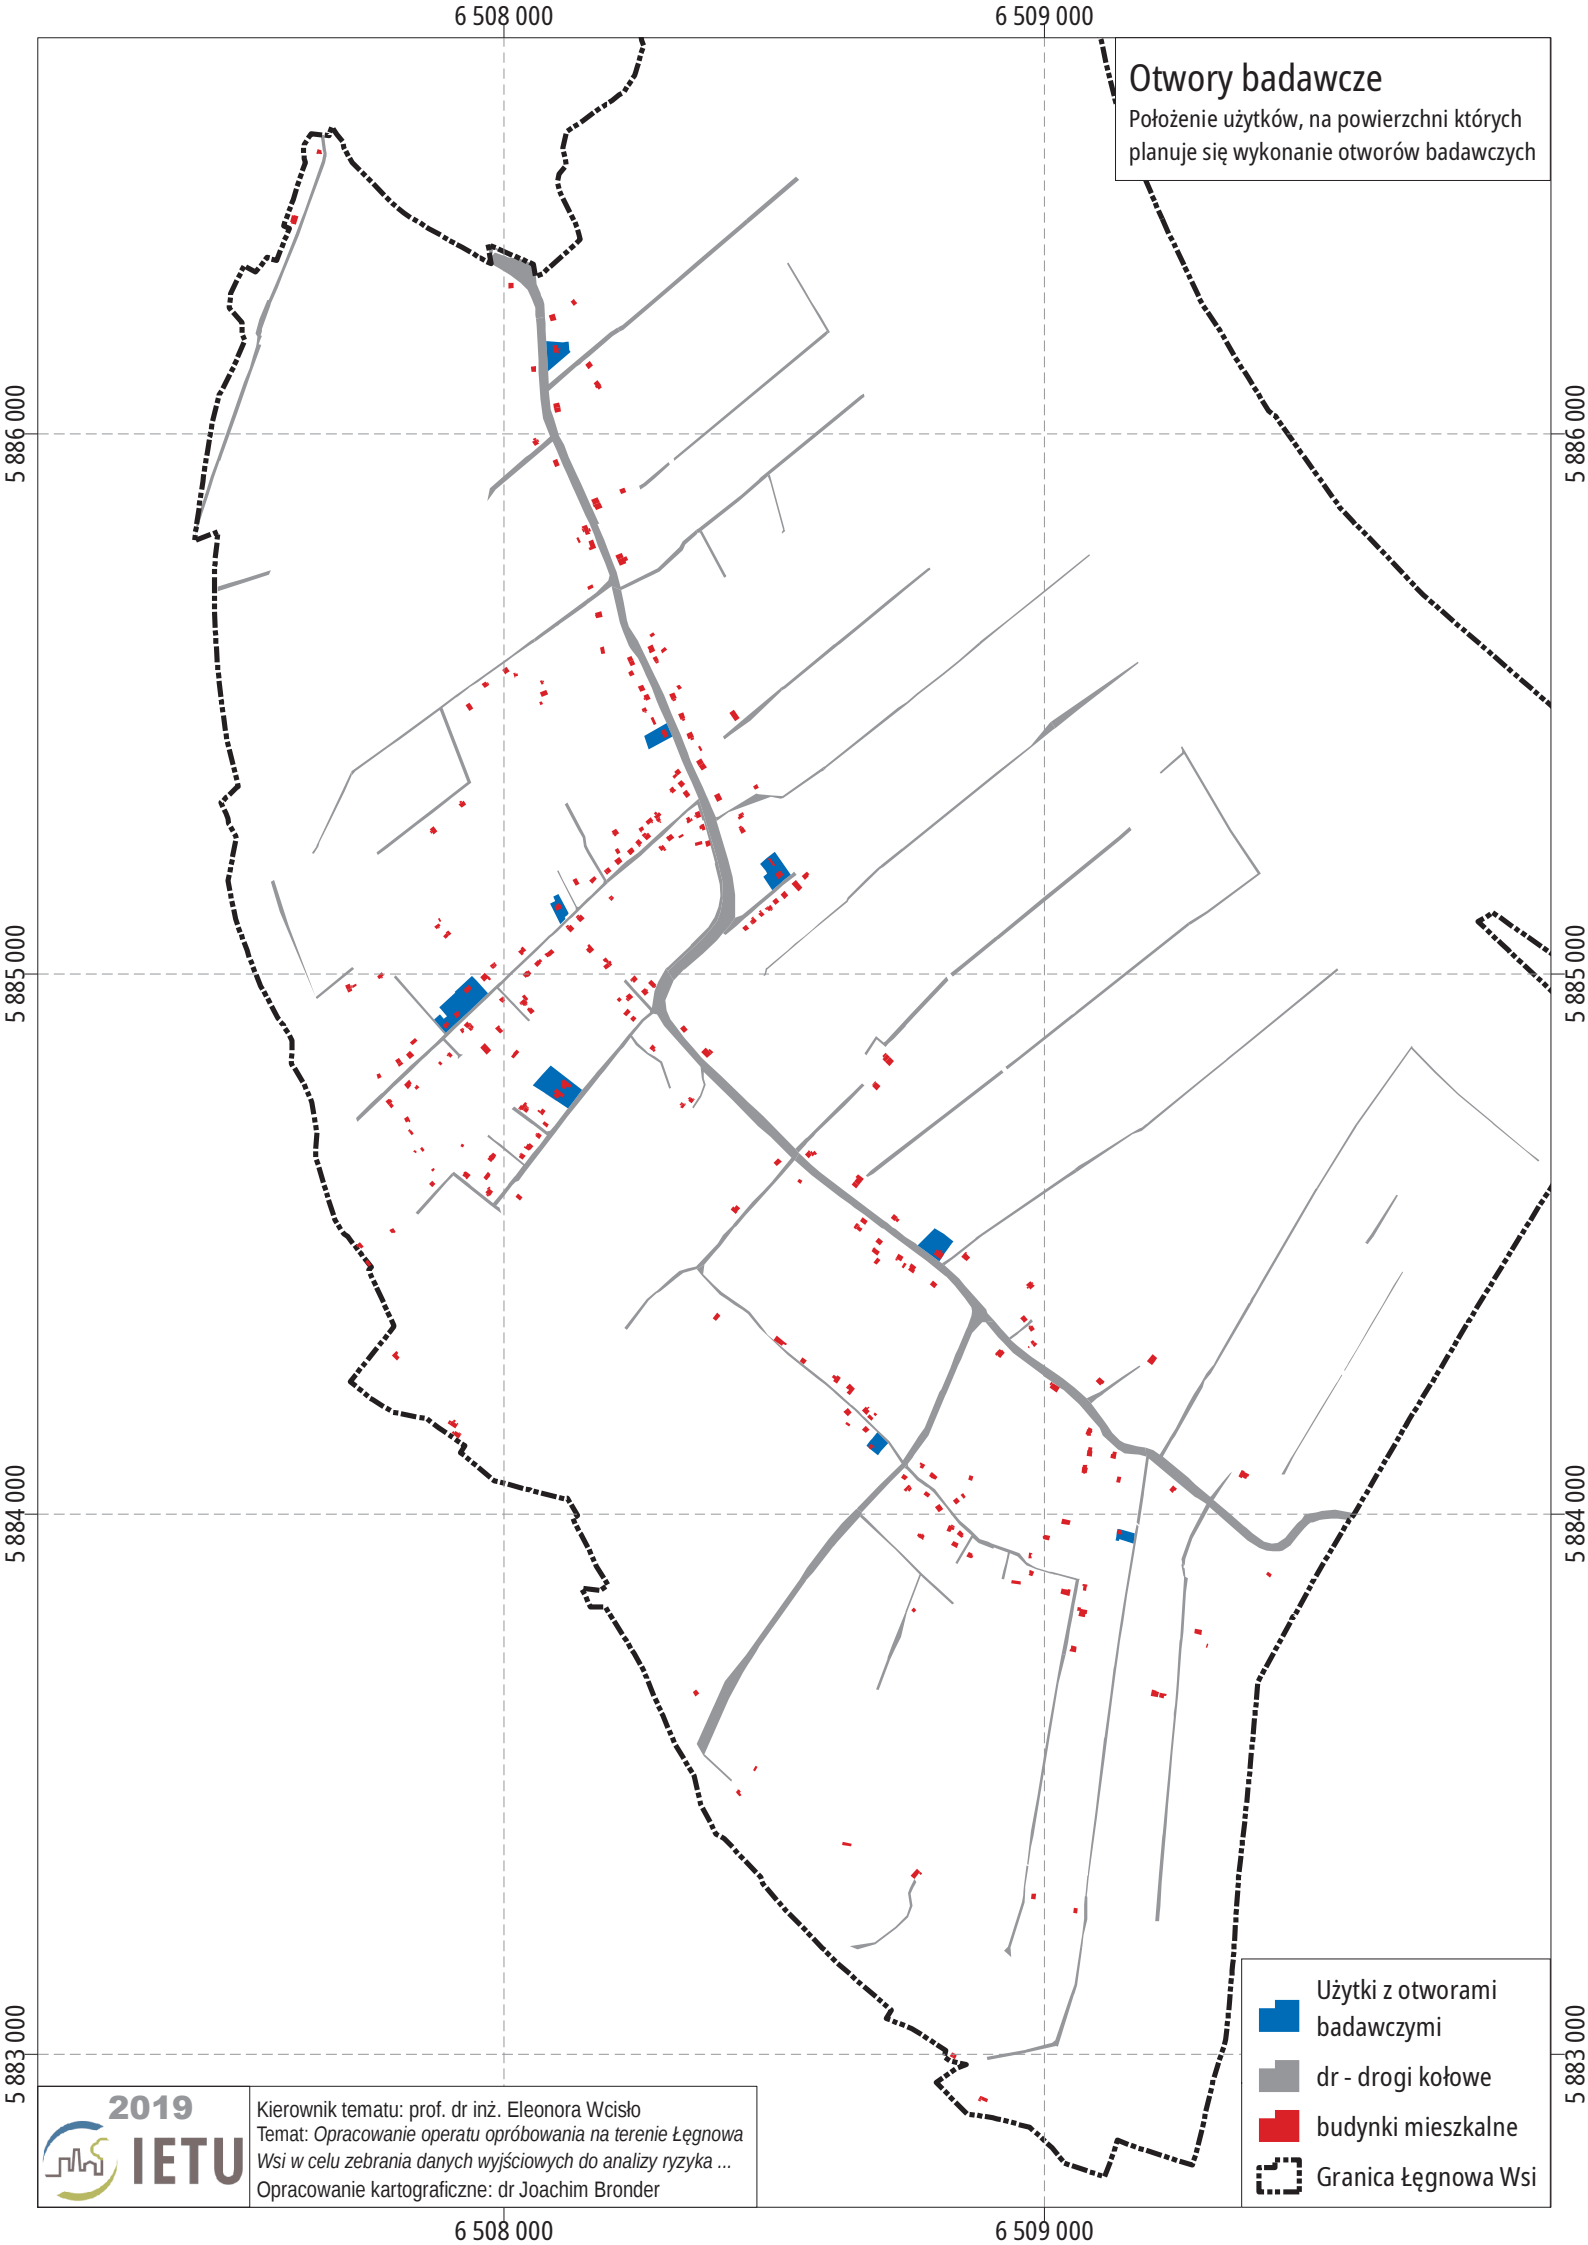 6 508 000
6 509 000
Otwory badawcze
Położenie użytków, na powierzchni których
planuje się wykonanie otworów badawczych
5 886 000
5 886 000
5 885 000
5 885 000
5 884 000
5 884 000
5 883 000
5 883 000
Użytki z otworami
badawczymi
dr - drogi kołowe
budynki mieszkalne
Granica Łęgnowa Wsi
2019
IETU
Kierownik tematu: prof. dr inż. Eleonora Wcisło
Temat: Opracowanie operatu opróbowania na terenie Łęgnowa
Wsi w celu zebrania danych wyjściowych do analizy ryzyka ...
Opracowanie kartograficzne: dr Joachim Bronder
6 508 000
6 509 000